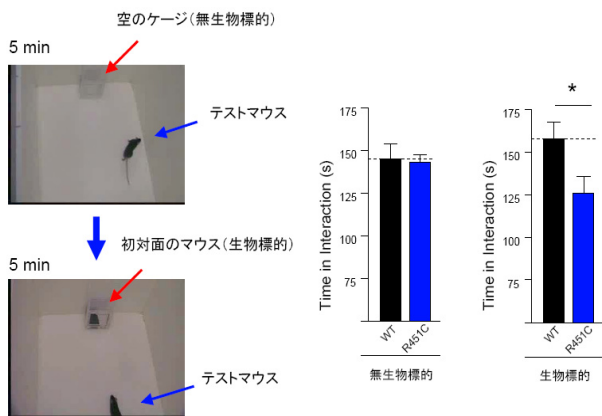 空のケージ（無生物標的）
5 min
テストマウス
初対面のマウス（生物標的）
5 min
テストマウス
Time in Interaction (s)
175
150
125
100
75
WT
R451C
無生物標的
Time in Interaction (s)
*
175
150
125
100
75
WT
R451C
生物標的